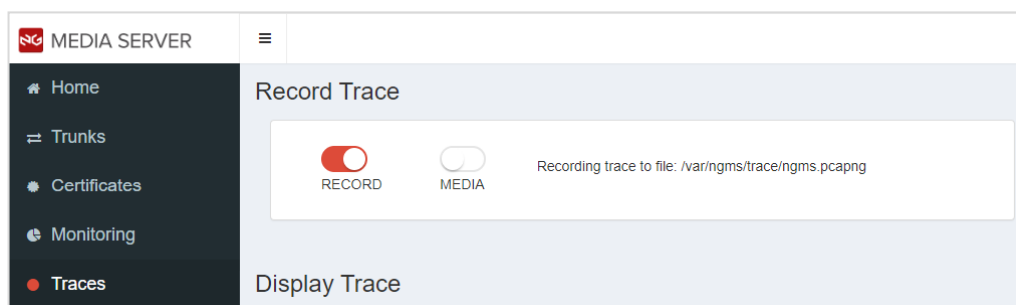 NG MEDIA SERVER
Home
Trunks
Certificates
Monitoring
Traces
Record Trace
RECORD
MEDIA
Recording trace to file: /var/ngms/trace/ngms.pcapng
Display Trace